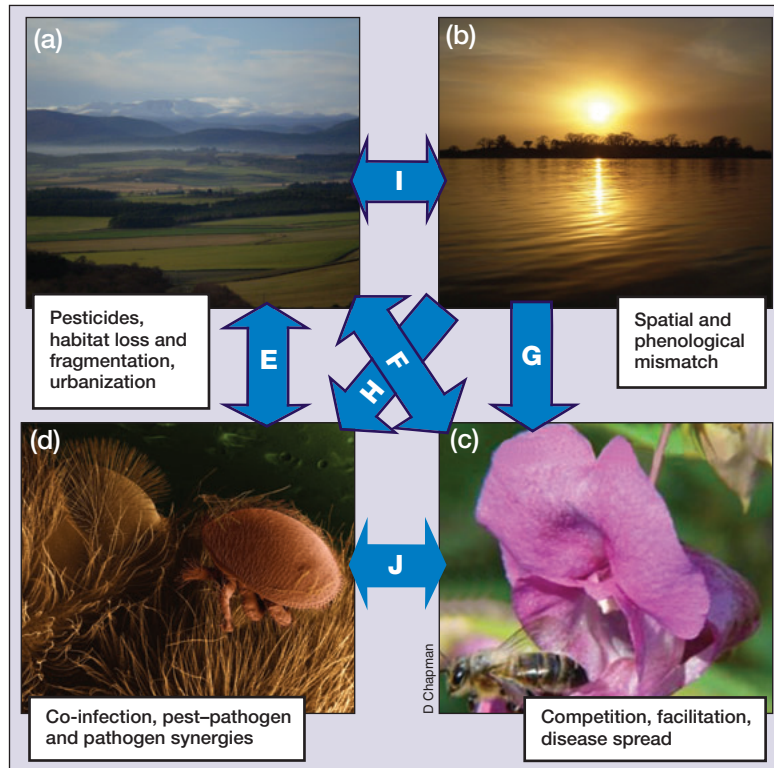 (a)
(b)
I
Pesticides,
habitat loss and
fragmentation,
urbanization
E
F
H
G
Spatial and
phenological
mismatch
(d)
(c)
J
D Chapman
Co-infection, pest–pathogen
and pathogen synergies
Competition, facilitation,
disease spread